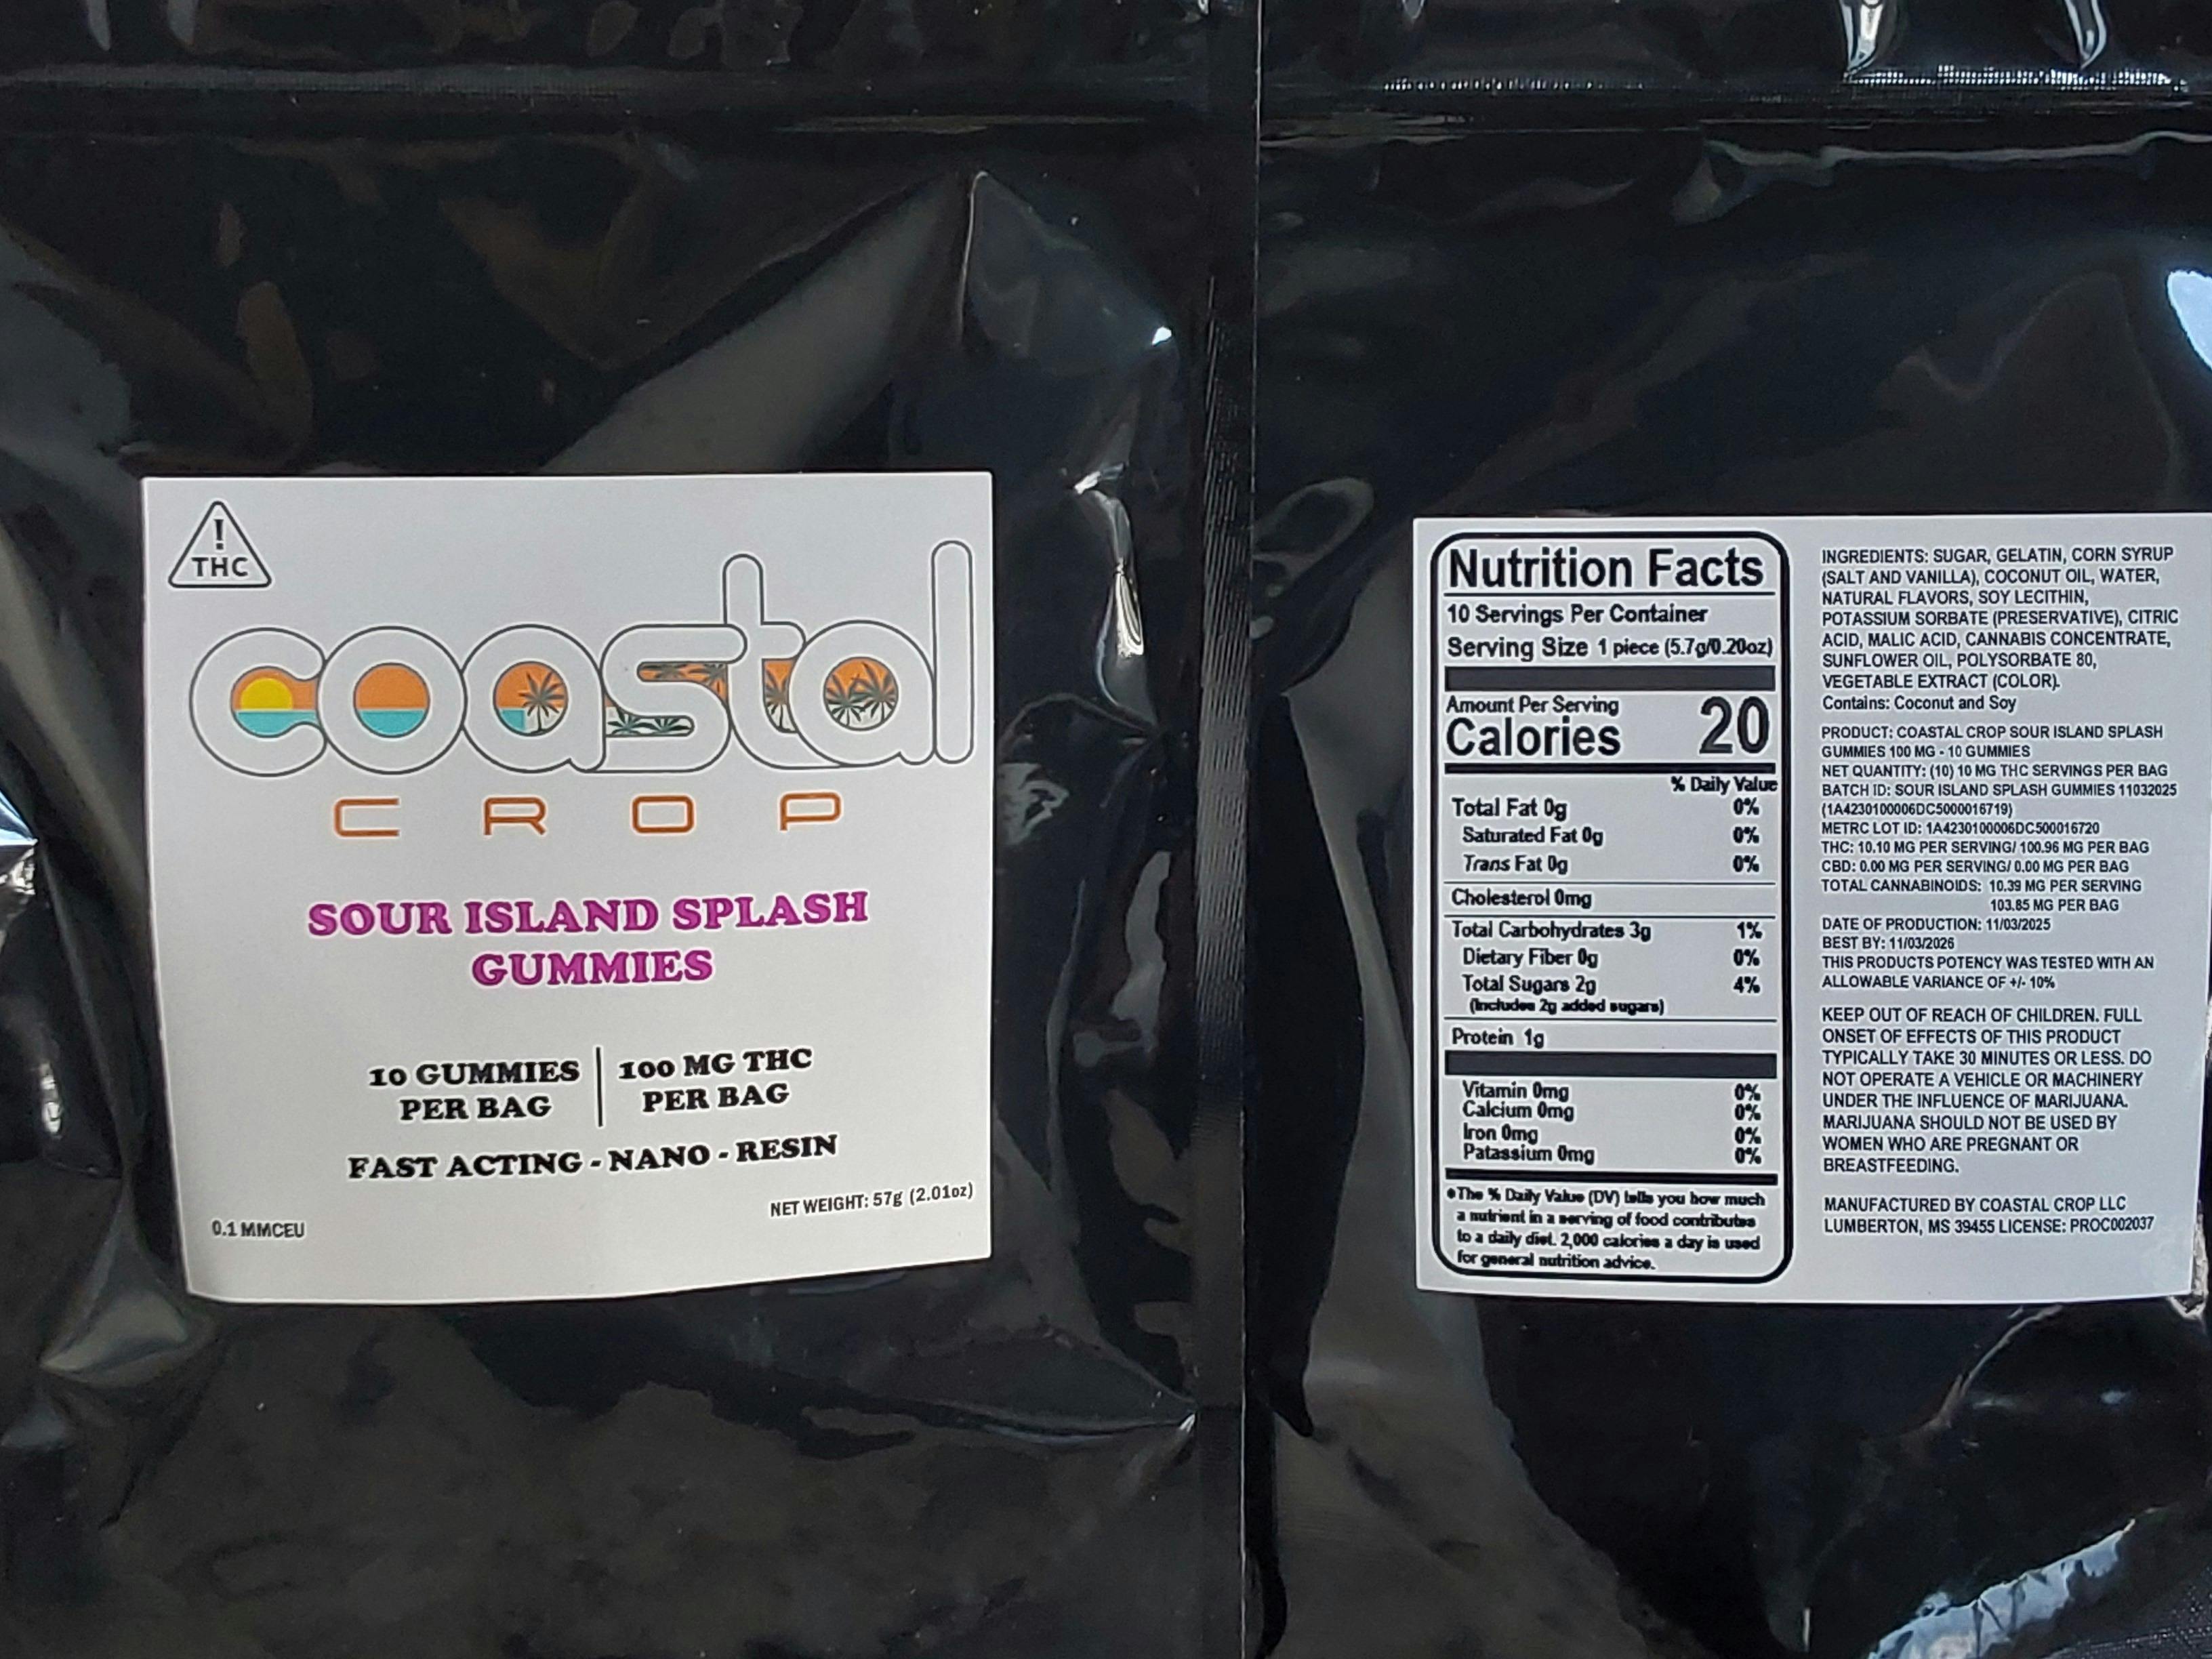 !
THC
coastal
CROP
SOUR ISLAND SPLASH
GUMMIES
10 GUMMIES
PER BAG
100 MG THC
PER BAG
FAST ACTING - NANO - RESIN
NET WEIGHT: 57g (2.01oz)
0.1 MMCEU
Nutrition Facts
10 Servings Per Container
Serving Size 1 piece (5.7g/0.20oz)
Amount Per Serving
Calories 20
% Daily Value
Total Fat 0g 0%
Saturated Fat 0g 0%
Trans Fat 0g 0%
Cholesterol 0mg
Total Carbohydrates 3g 1%
Dietary Fiber 0g 0%
Total Sugars 2g 4%
(Includes 2g added sugars)
Protein 1g
Vitamin 0mg 0%
Calcium 0mg 0%
Iron 0mg 0%
Patassium 0mg 0%
•The % Daily Value (DV) tells you how much
a nutrient in a serving of food contributes
to a daily diet. 2,000 calories a day is used
for general nutrition advice.
INGREDIENTS: SUGAR, GELATIN, CORN SYRUP
(SALT AND VANILLA), COCONUT OIL, WATER,
NATURAL FLAVORS, SOY LECITHIN,
POTASSIUM SORBATE (PRESERVATIVE), CITRIC
ACID, MALIC ACID, CANNABIS CONCENTRATE,
SUNFLOWER OIL, POLYSORBATE 80,
VEGETABLE EXTRACT (COLOR).
Contains: Coconut and Soy
PRODUCT: COASTAL CROP SOUR ISLAND SPLASH
GUMMIES 100 MG - 10 GUMMIES
NET QUANTITY: (10) 10 MG THC SERVINGS PER BAG
BATCH ID: SOUR ISLAND SPLASH GUMMIES 11032025
(1A4230100006DC5000016719)
METRC LOT ID: 1A4230100006DC500016720
THC: 10.10 MG PER SERVING/ 100.96 MG PER BAG
CBD: 0.00 MG PER SERVING/ 0.00 MG PER BAG
TOTAL CANNABINOIDS: 10.39 MG PER SERVING
103.85 MG PER BAG
DATE OF PRODUCTION: 11/03/2025
BEST BY: 11/03/2026
THIS PRODUCTS POTENCY WAS TESTED WITH AN
ALLOWABLE VARIANCE OF +/- 10%
KEEP OUT OF REACH OF CHILDREN. FULL
ONSET OF EFFECTS OF THIS PRODUCT
TYPICALLY TAKE 30 MINUTES OR LESS. DO
NOT OPERATE A VEHICLE OR MACHINERY
UNDER THE INFLUENCE OF MARIJUANA.
MARIJUANA SHOULD NOT BE USED BY
WOMEN WHO ARE PREGNANT OR
BREASTFEEDING.
MANUFACTURED BY COASTAL CROP LLC
LUMBERTON, MS 39455 LICENSE: PROC002037